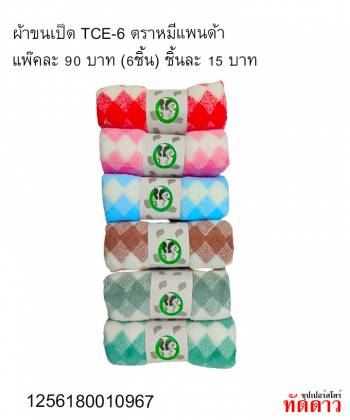 ผ้าขนเป็ด TCE-6 ตราหมีแพนด้า
แพ๊คละ 90 บาท (6ชิ้น) ชิ้นละ 15 บาท
1256180010967
ซุปเปอร์สโตร์
ทัดดาว